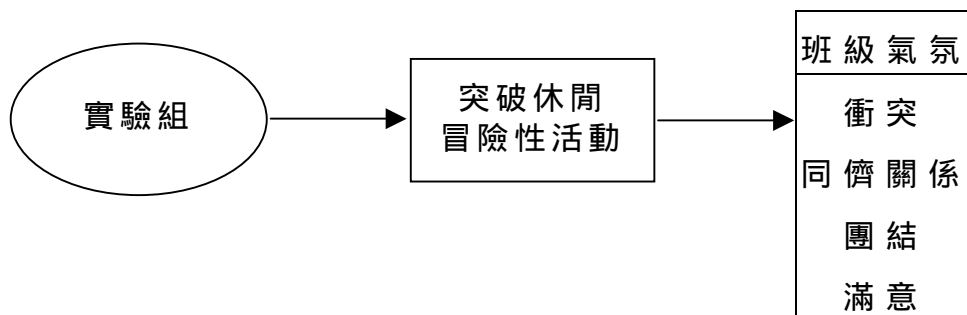 實驗組
突破休閒
冒險性活動
班級氣氛
衝突
同儕關係
團結
滿意